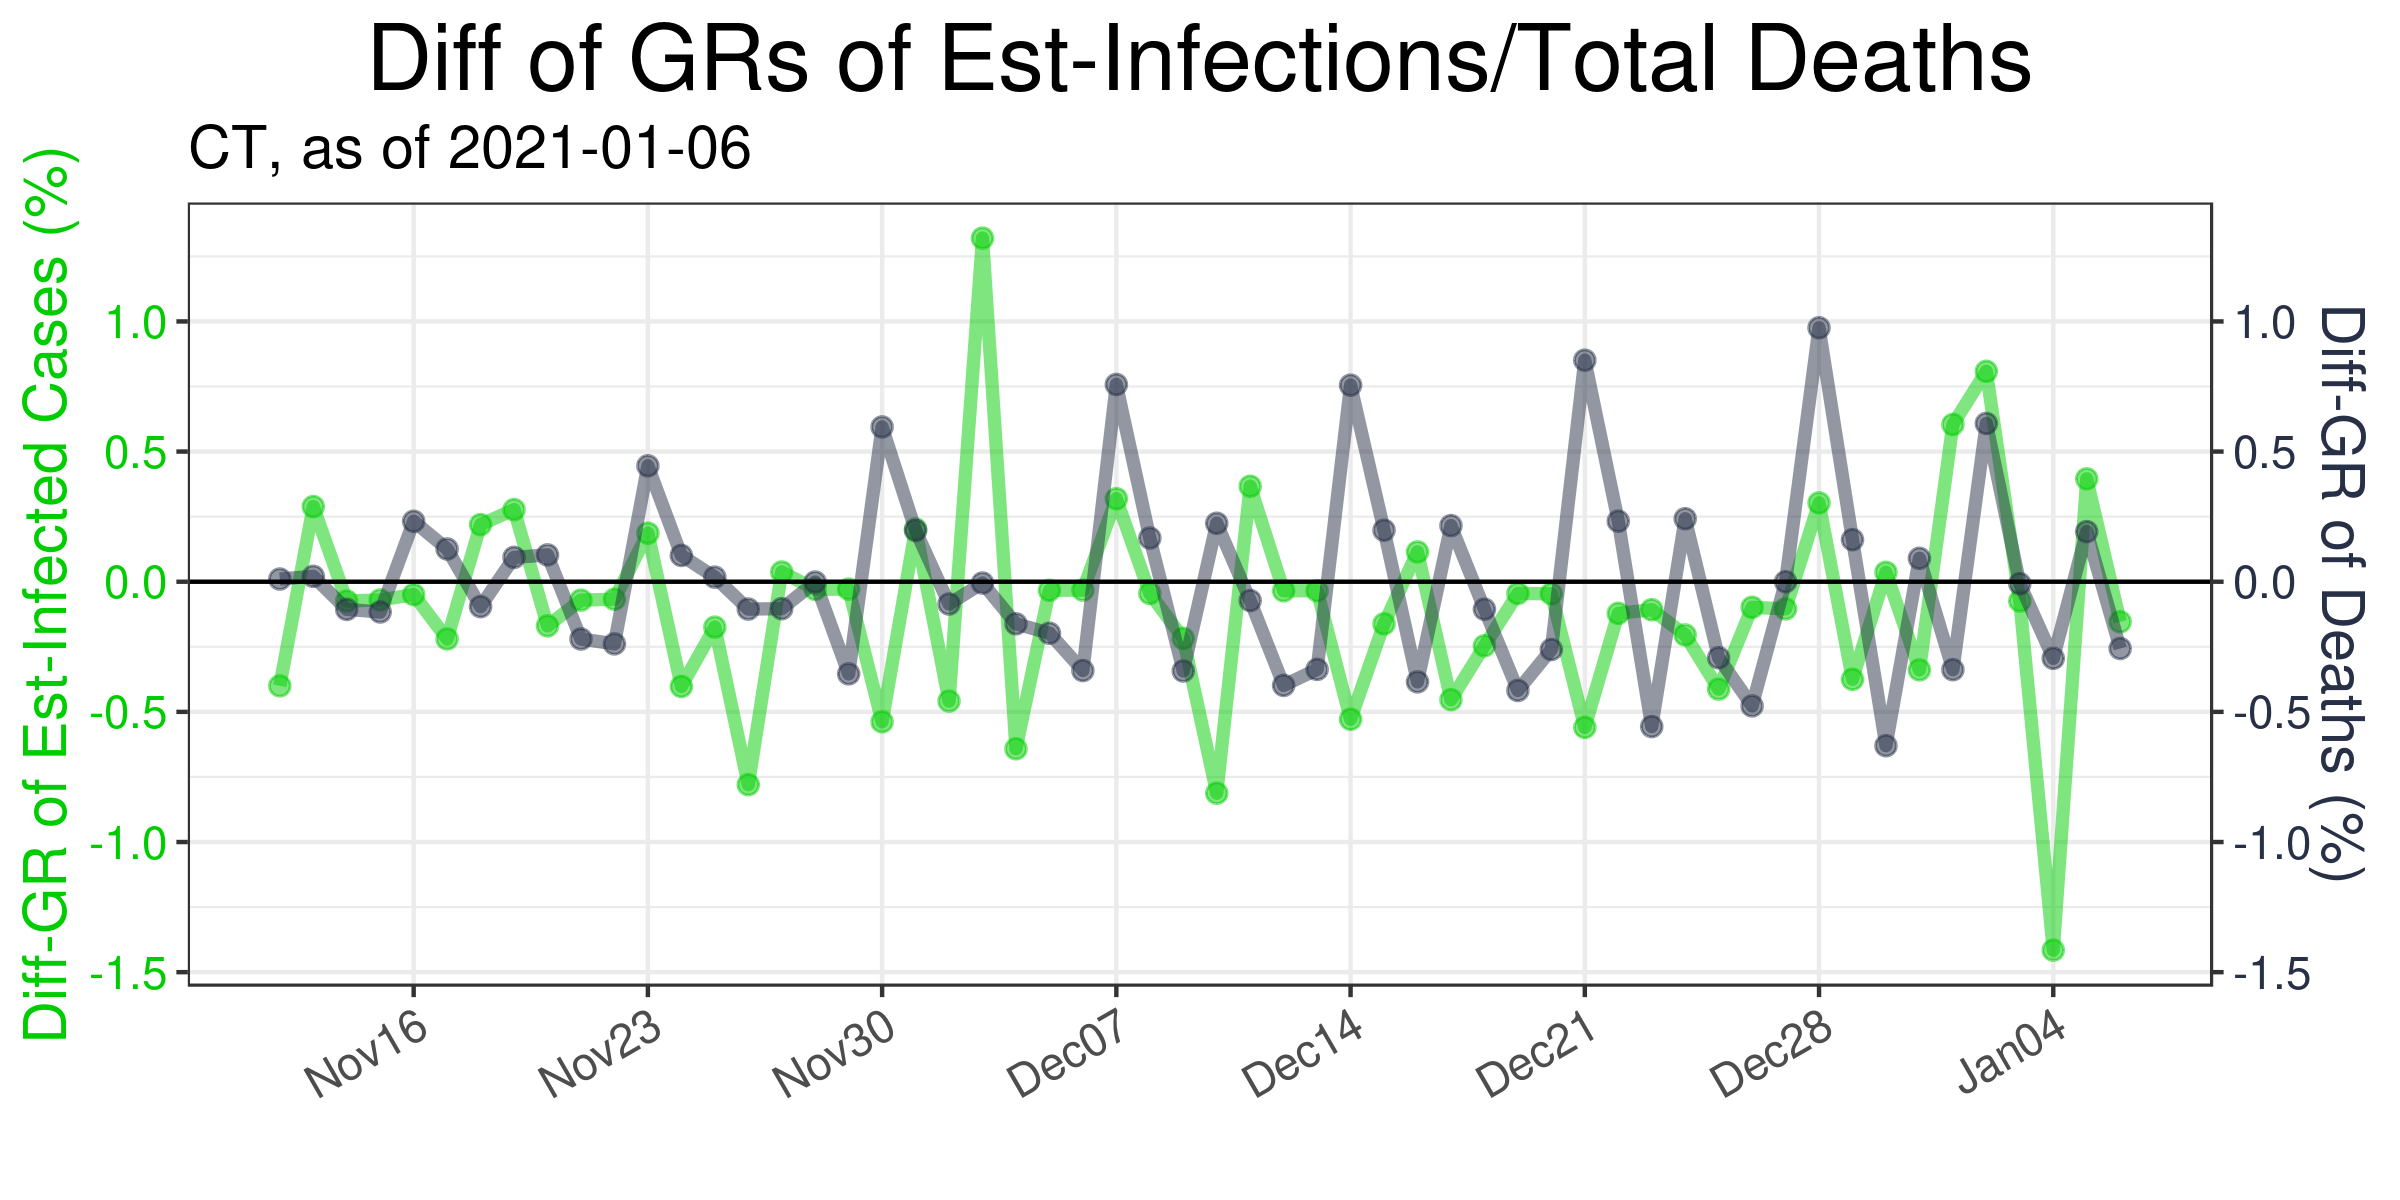 Diff of GRs of Est-Infections/Total Deaths
CT, as of 2021-01-06
Diff-GR of Est-Infected Cases (%)
1.0
0.5
0.0
-0.5
-1.0
-1.5
1.0
0.5
0.0
-0.5
-1.0
-1.5
Diff-GR of Deaths (%)
Nov16
Nov23
Nov30
Dec07
Dec14
Dec21
Dec28
Jan04